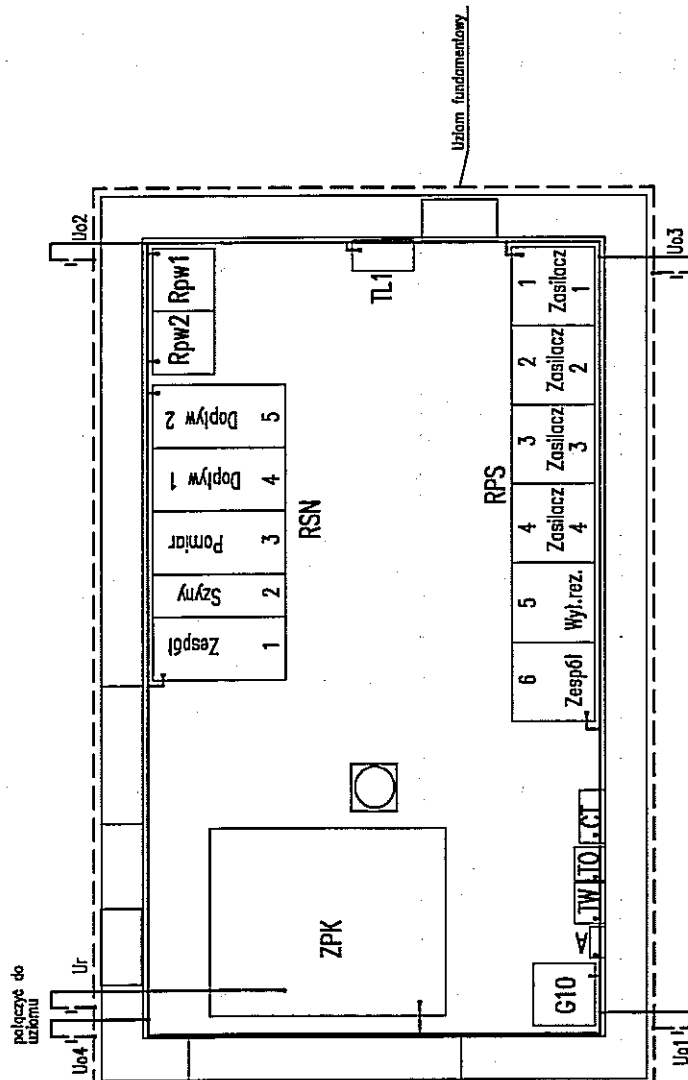 Uziom fundamentowy
Uo2
Rpw1
Rpw2
TL1
Uo3
Dopływ 2
5
Dopływ 1
4
Pomiar
3
Szyny
2
Zespół
1
RSN
RPS
1
Zasilacz
1
2
Zasilacz
2
3
Zasilacz
3
4
Zasilacz
4
5
Wył.rez.
6
Zespół
ZPK
CT
TO
TW
A
G10
połączyć do
uziomu
Ur
Uo4
Uo1